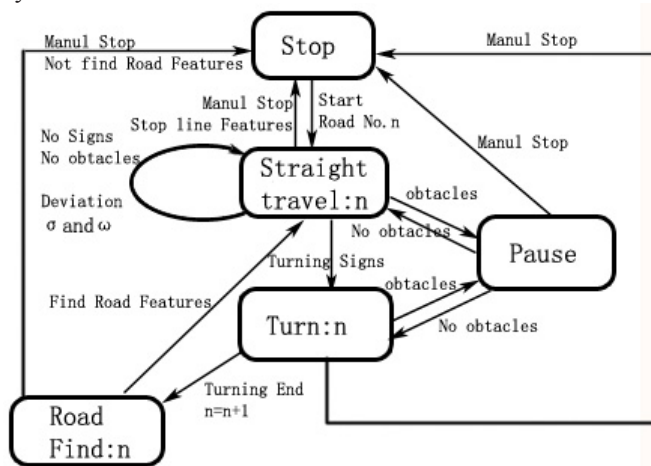 Manul Stop
Not find Road Features
Stop
Manul Stop
Manul Stop
Stop line Features
Start
Road No.n
Manul Stop
No Signs
No obtacles
Straight
travel:n
Deviation
σ and ω
obtacles
No obtacles
Pause
Turning Signs
obtacles
Find Road Features
Turn:n
No obtacles
Turning End
n=n+1
Road
Find:n